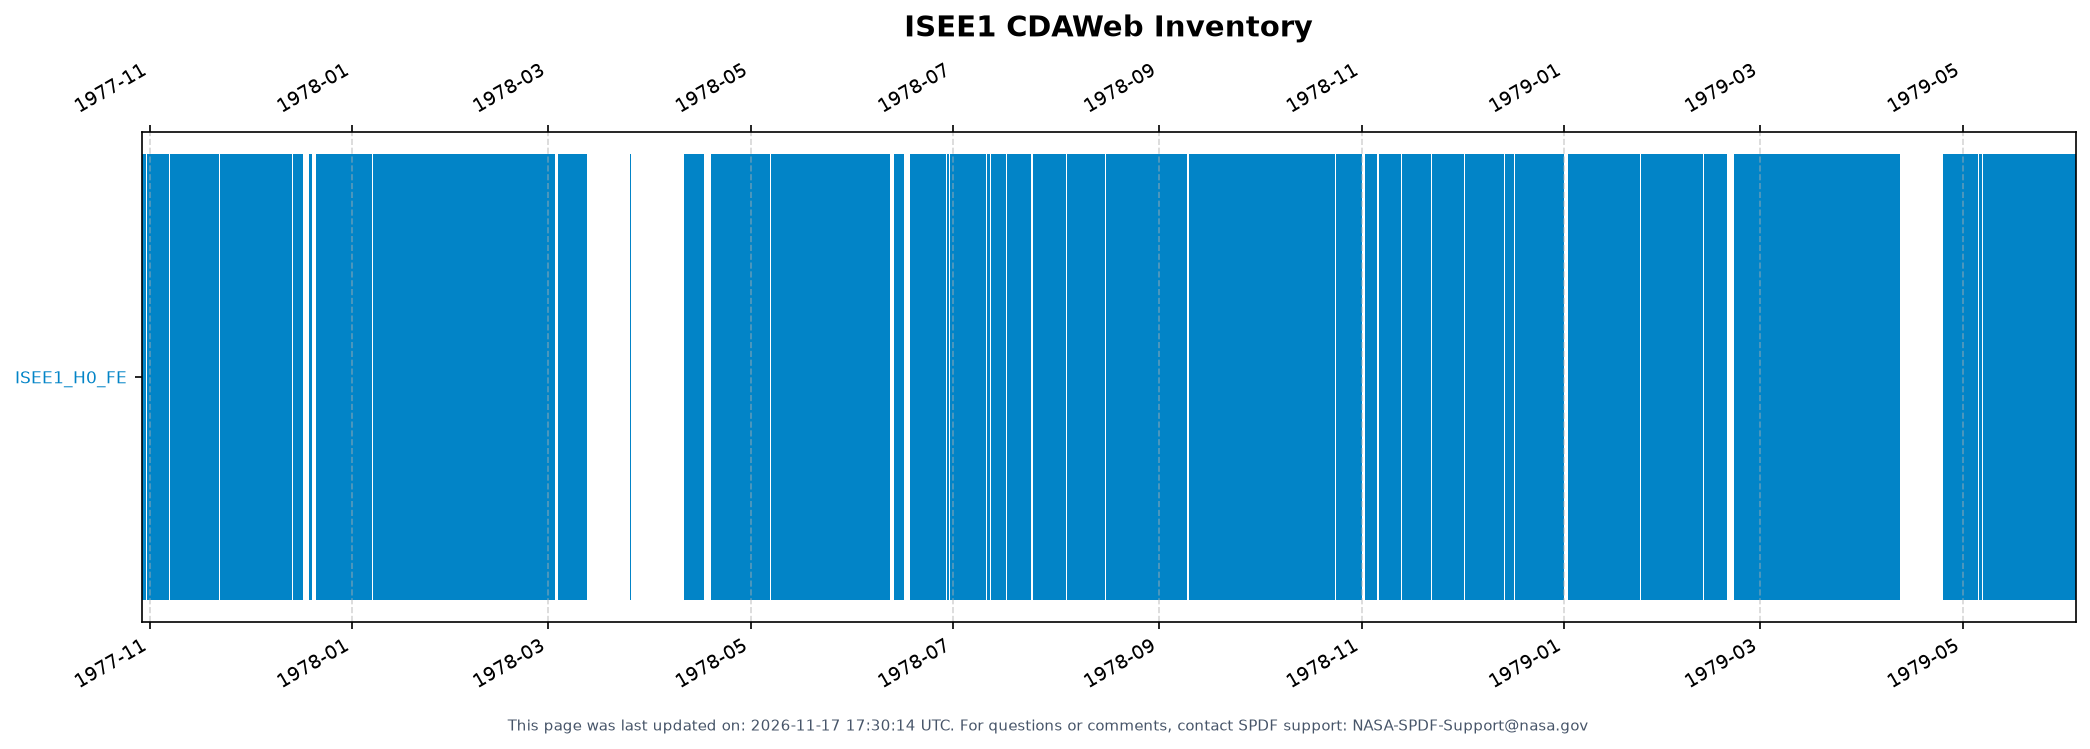 ISEE1 CDAWeb Inventory
1977-11 1978-01 1978-03 1978-05 1978-07 1978-09 1978-11 1979-01 1979-03 1979-05
ISEE1_H0_FE
1977-11 1978-01 1978-03 1978-05 1978-07 1978-09 1978-11 1979-01 1979-03 1979-05
This page was last updated on: 2026-11-17 17:30:14 UTC. For questions or comments, contact SPDF support: NASA-SPDF-Support@nasa.gov